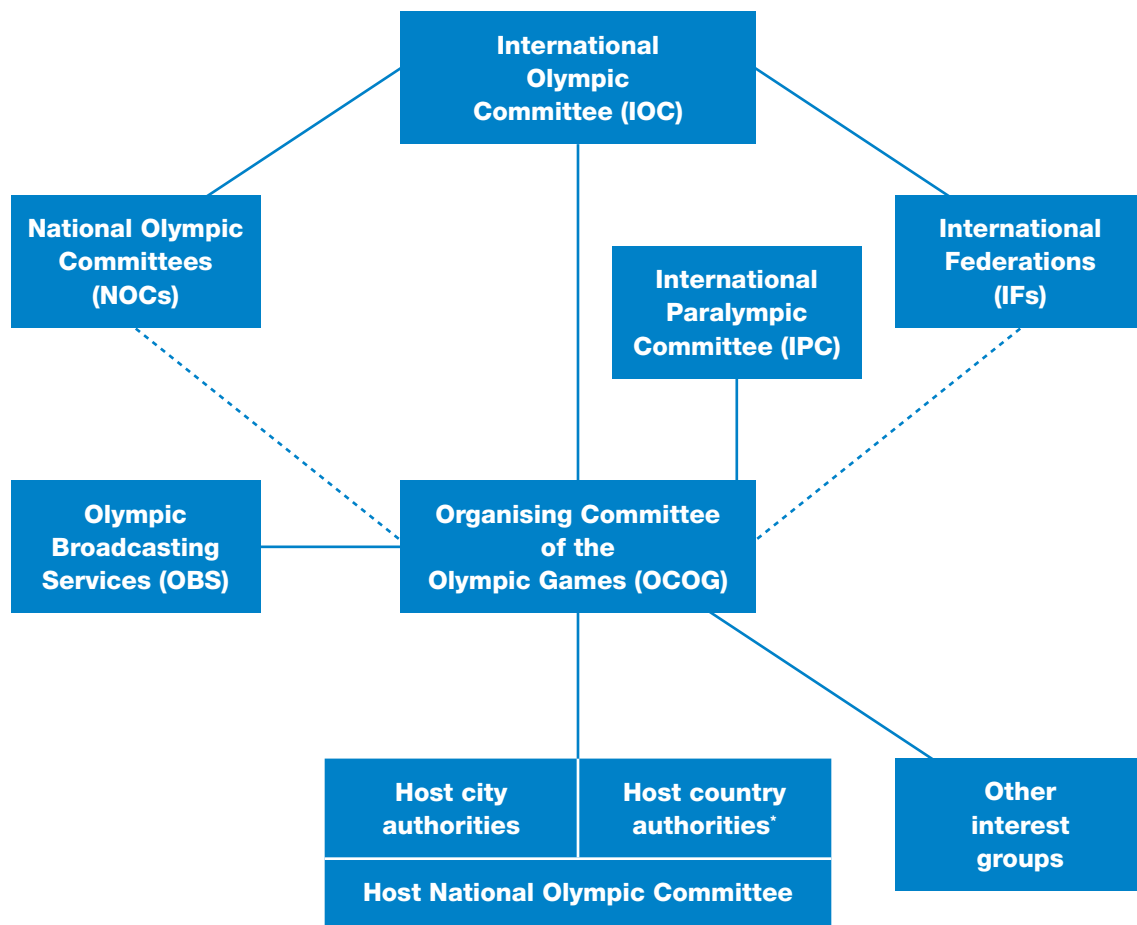 International
Olympic
Committee (IOC)
National Olympic
Committees
(NOCs)
International
Paralympic
Committee (IPC)
International
Federations
(IFs)
Olympic
Broadcasting
Services (OBS)
Organising Committee
of the
Olympic Games (OCOG)
Host city
authorities
Host country
authorities*
Host National Olympic Committee
Other
interest
groups